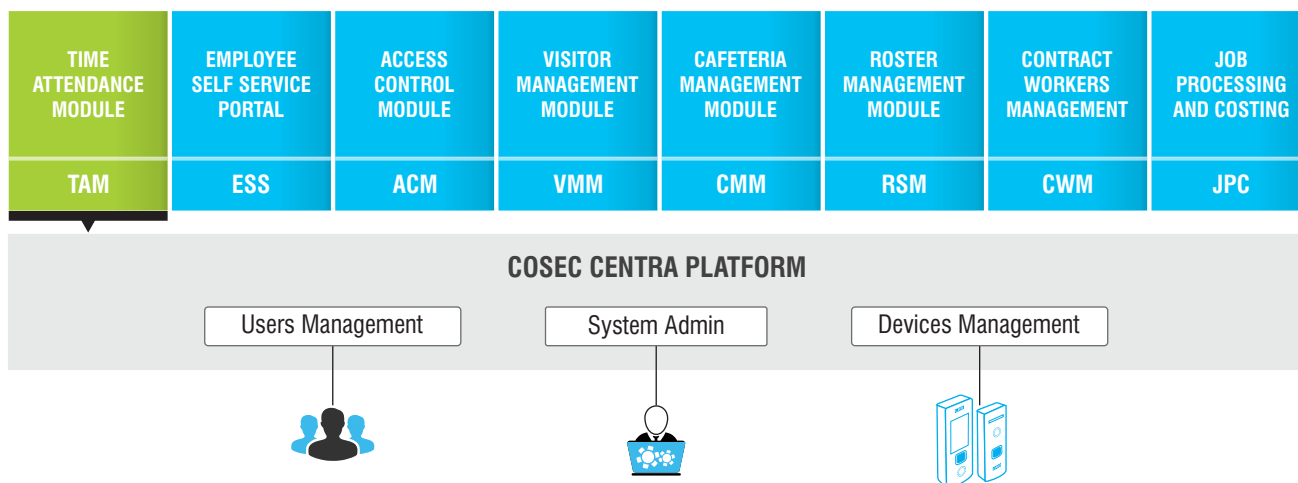 TIME
ATTENDANCE
MODULE
EMPLOYEE
SELF SERVICE
PORTAL
ACCESS
CONTROL
MODULE
VISITOR
MANAGEMENT
MODULE
CAFETERIA
MANAGEMENT
MODULE
ROSTER
MANAGEMENT
MODULE
CONTRACT
WORKERS
MANAGEMENT
JOB
PROCESSING
AND COSTING
TAM
ESS
ACM
VMM
CMM
RSM
CWM
JPC
COSEC CENTRA PLATFORM
Users Management
System Admin
Devices Management